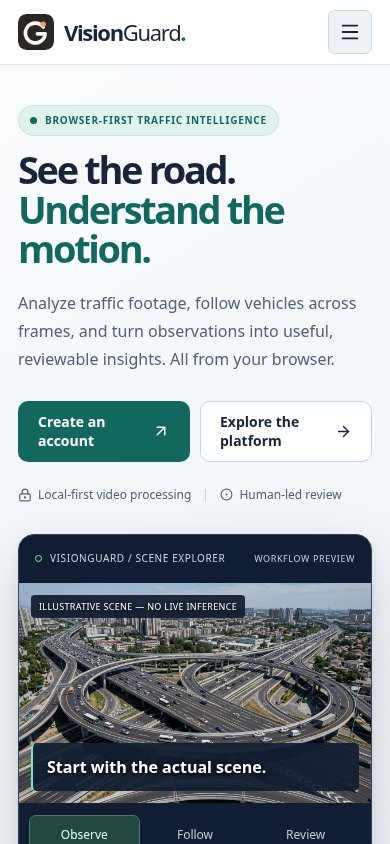 VisionGuard.
BROWSER-FIRST TRAFFIC INTELLIGENCE
See the road.
Understand the
motion.
Analyze traffic footage, follow vehicles across
frames, and turn observations into useful,
reviewable insights. All from your browser.
Create an
account
Explore the
platform
Local-first video processing
Human-led review
VISIONGUARD / SCENE EXPLORER
WORKFLOW PREVIEW
ILLUSTRATIVE SCENE — NO LIVE INFERENCE
Start with the actual scene.
Observe
Follow
Review